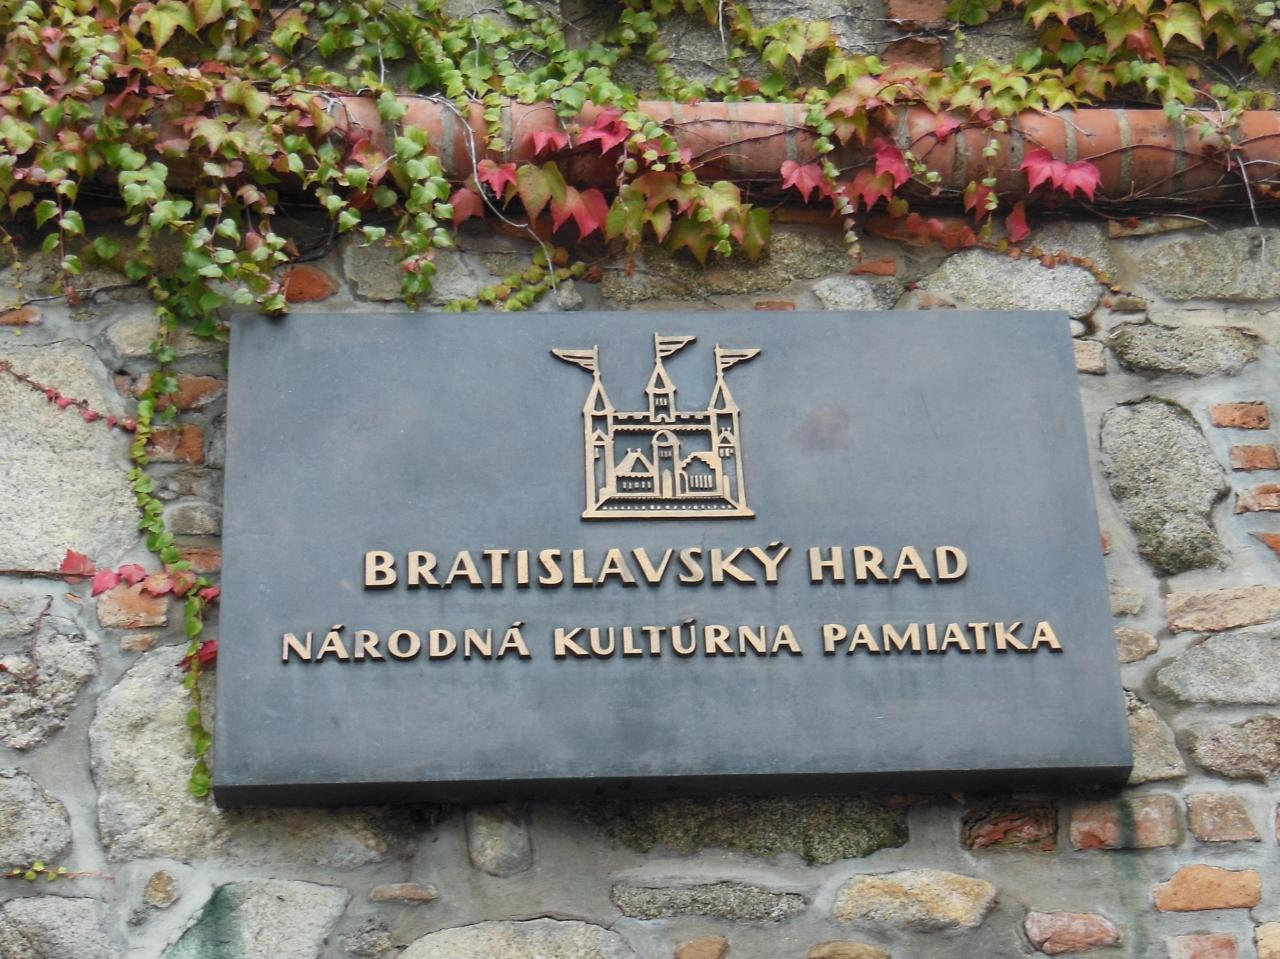 BRATISLAVSKÝ HRAD
NÁRODNÁ KULTÚRNA PAMIATKA